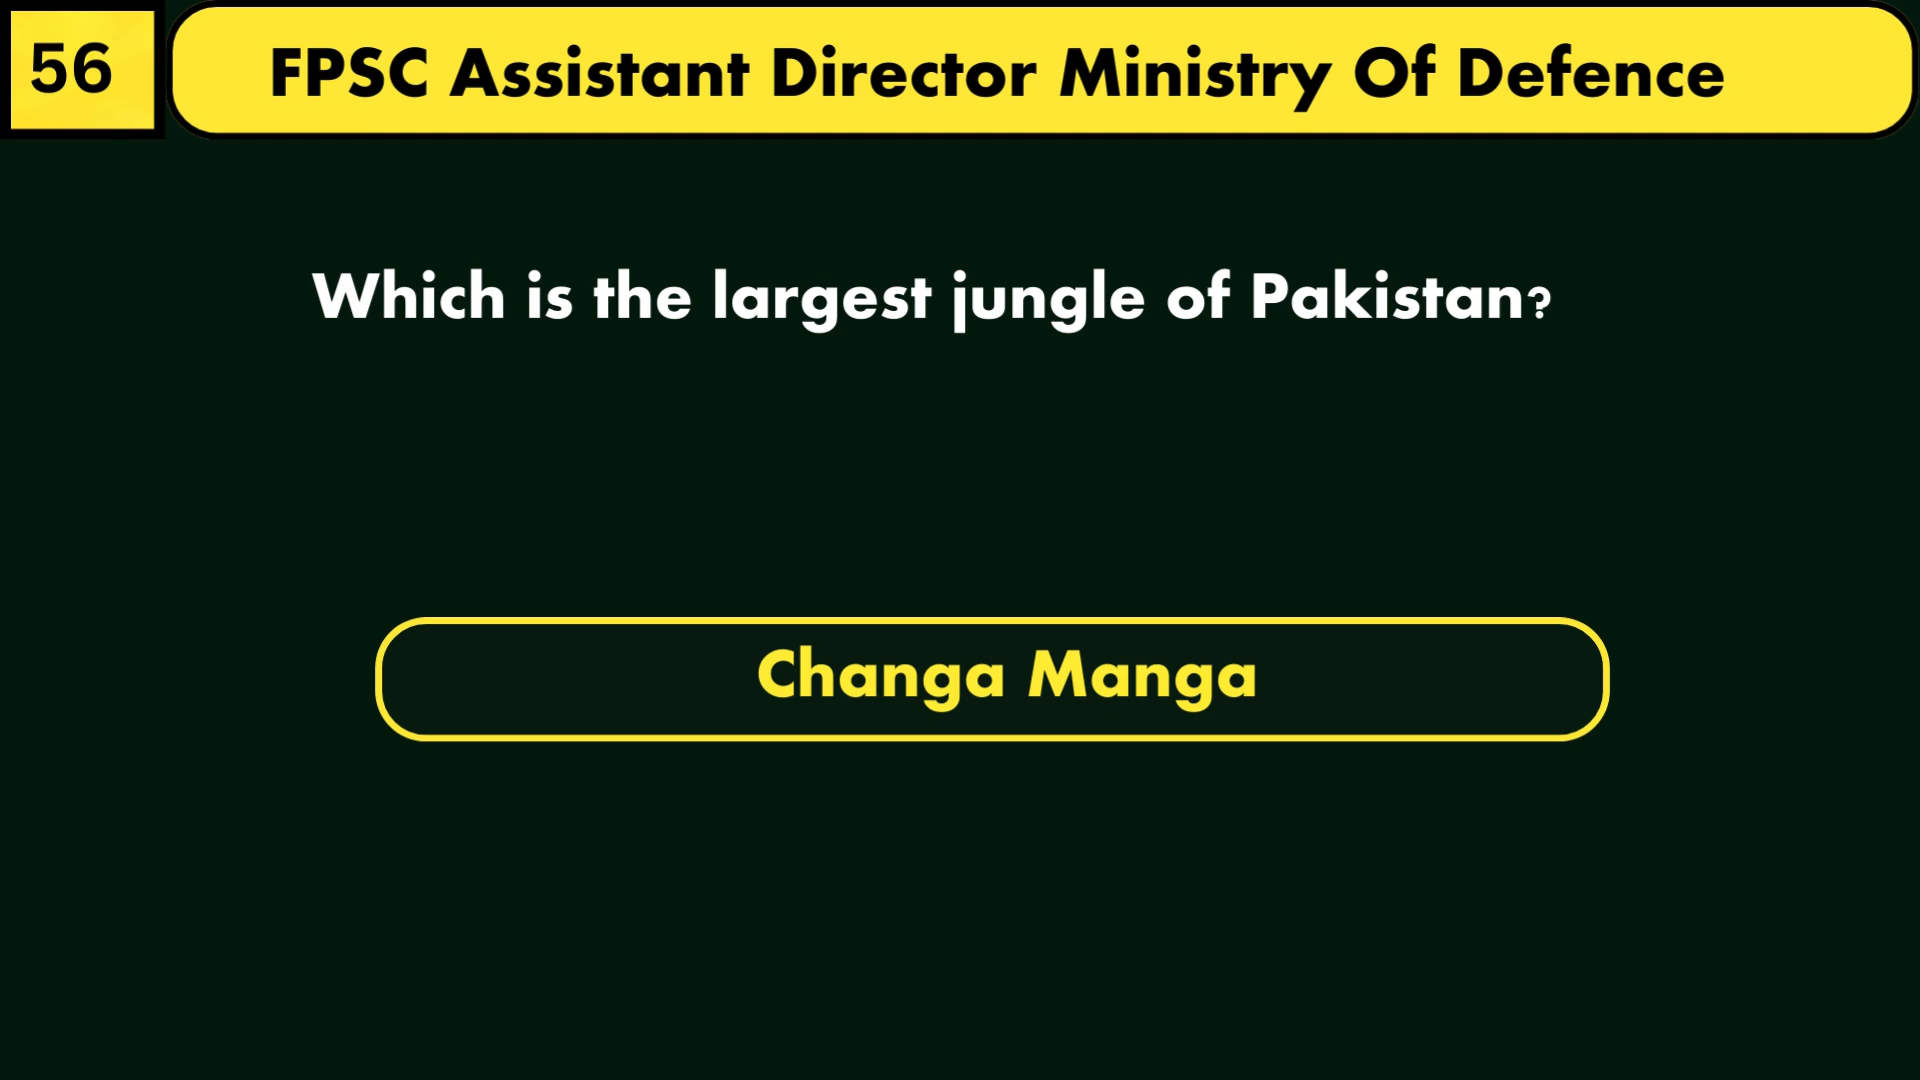 56
FPSC Assistant Director Ministry Of Defence
Which is the largest jungle of Pakistan?
Changa Manga